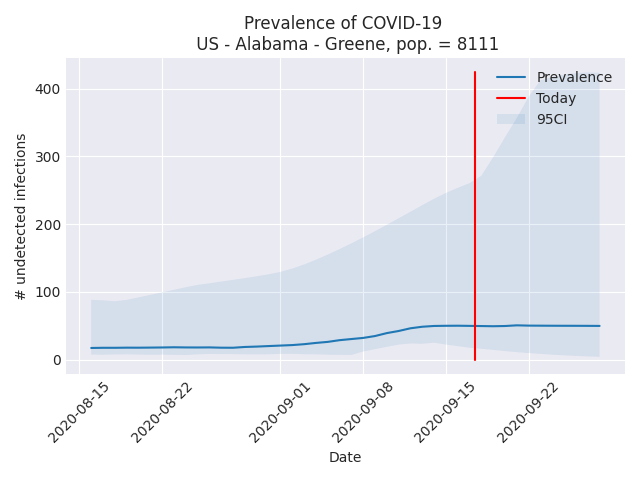 Prevalence of COVID-19
US - Alabama - Greene, pop. = 8111
Prevalence
Today
95CI
# undetected infections
400
300
200
100
0
2020-08-15
2020-08-22
2020-09-01
2020-09-08
2020-09-15
2020-09-22
Date